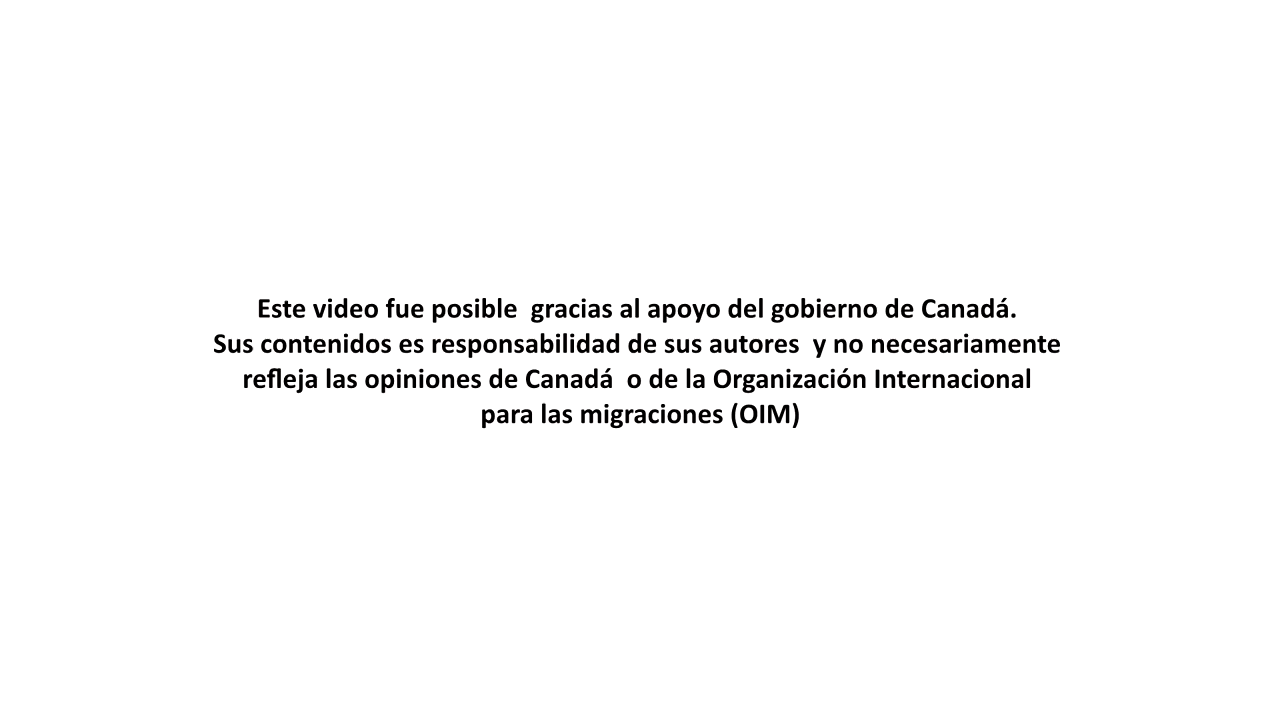 Este video fue posible  gracias al apoyo del gobierno de Canadá.
Sus contenidos es responsabilidad de sus autores  y no necesariamente
refleja las opiniones de Canadá  o de la Organización Internacional
para las migraciones (OIM)